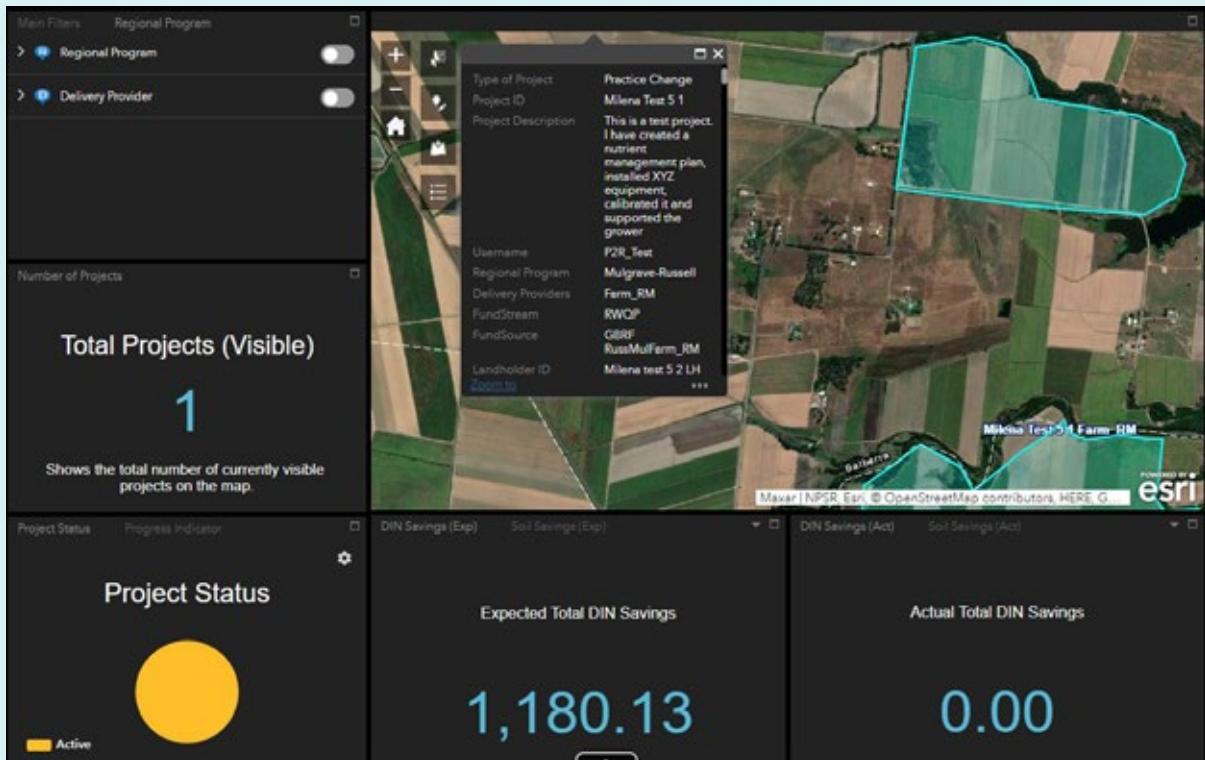 Main Filters Regional Program
Regional Program
Delivery Provider
Type of Project Practice Change
Project ID Milena Test 5 1
Project Description This is a test project.
I have created a
nutrient
management plan,
installed XYZ
equipment,
calibrated it and
supported the
grower
Username P2R_Test
Regional Program Mulgrave-Russell
Delivery Providers Farm_RM
FundStream RWQP
FundSource GBRF
RussMulFarm_RM
Landholder ID Milena test 5 2 LH
Zoom to
Milena Test 5 1 Farm_RM
Barberra
Maxar | NPSR, Esri, © OpenStreetMap contributors, HERE, G...
POWERED BY
esri
Number of Projects
Total Projects (Visible)
1
Shows the total number of currently visible
projects on the map.
Project Status Progress Indicator
Project Status
Active
DIN Savings (Exp) Soil Savings (Exp)
Expected Total DIN Savings
1,180.13
DIN Savings (Act) Soil Savings (Act)
Actual Total DIN Savings
0.00